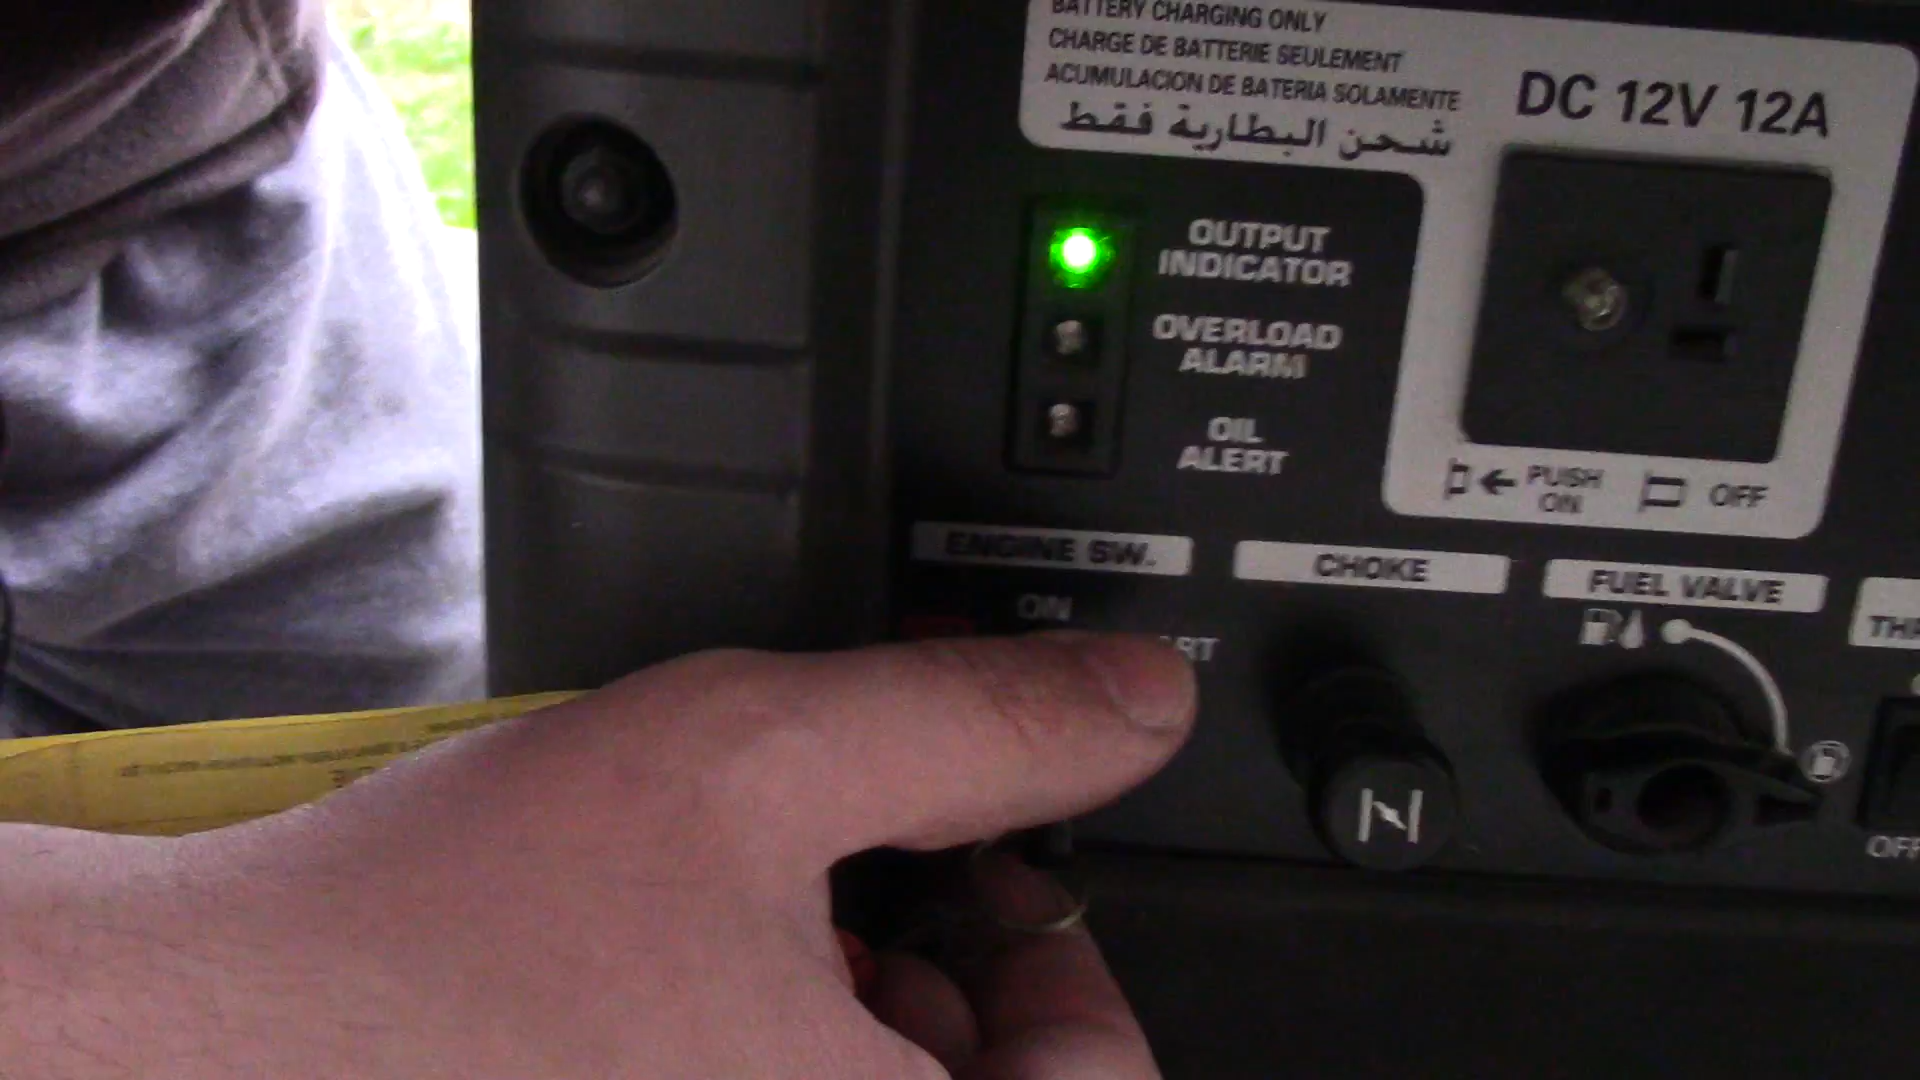 BATTERY CHARGING ONLY
CHARGE DE BATTERIE SEULEMENT
ACUMULACION DE BATERIA SOLAMENTE
شحن البطارية فقط
DC 12V 12A
OUTPUT
INDICATOR
OVERLOAD
ALARM
OIL
ALERT
PUSH
ON
OFF
ENGINE SW.
ON
CHOKE
FUEL VALVE
OFF